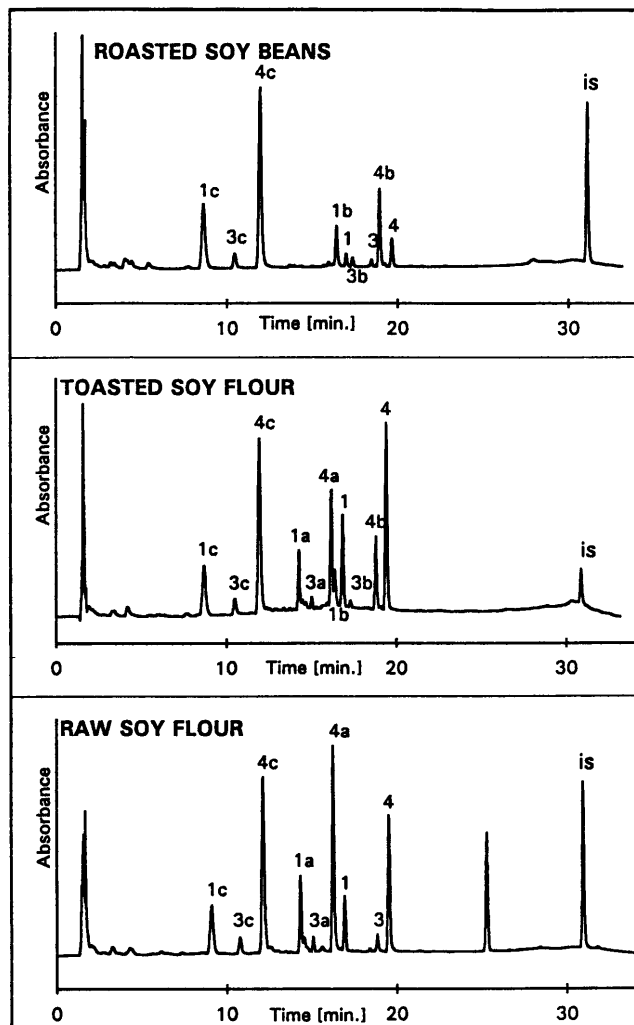 ROASTED SOY BEANS
Absorbance
4c
is
1c
4b
1b
3c
1
3
4
3b
0
10
Time [min.]
20
30
TOASTED SOY FLOUR
Absorbance
4
4c
4a
1
4b
1c
1a
is
3c
3a
3b
1b
0
10
Time [min.]
20
30
RAW SOY FLOUR
Absorbance
4a
4c
is
4
1a
1c
1
3c
3a
3
0
10
Time [min.]
20
30